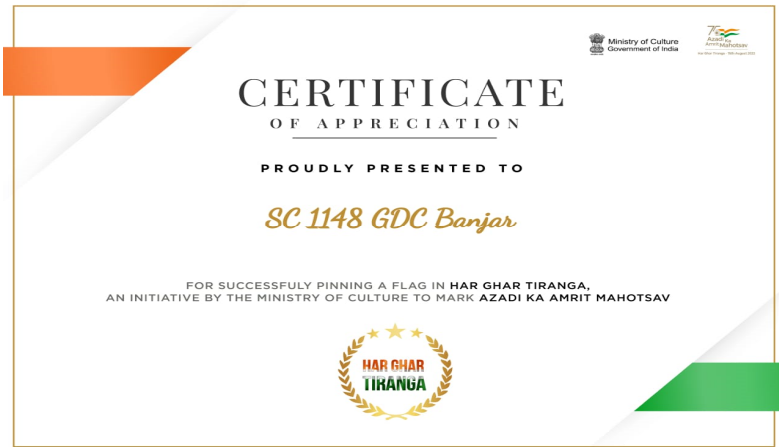 Ministry of Culture
Government of India
75
Azadi Ka
Amrit Mahotsav
CERTIFICATE
OF APPRECIATION
PROUDLY PRESENTED TO
SC 1148 GDC Banjar
FOR SUCCESSFULY PINNING A FLAG IN HAR GHAR TIRANGA,
AN INITIATIVE BY THE MINISTRY OF CULTURE TO MARK AZADI KA AMRIT MAHOTSAV
HAR GHAR
TIRANGA